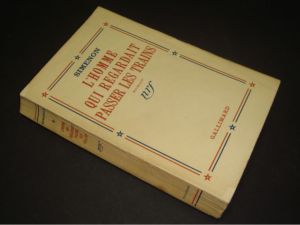 SIMENON
L'HOMME
QUI REGARDAIT
PASSER LES TRAINS
nrf
GALLIMARD